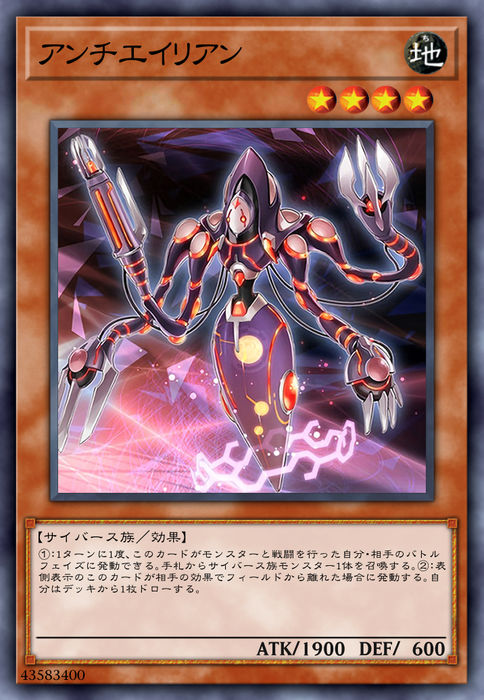 アンチエイリアン
ち
地
【サイバース族／効果】
①:1ターンに1度、このカードがモンスターと戦闘を行った自分・相手のバトル
フェイズに発動できる。手札からサイバース族モンスター1体を召喚する。②:表
側表示のこのカードが相手の効果でフィールドから離れた場合に発動する。自
分はデッキから1枚ドローする。
ATK/1900 DEF/ 600
43583400